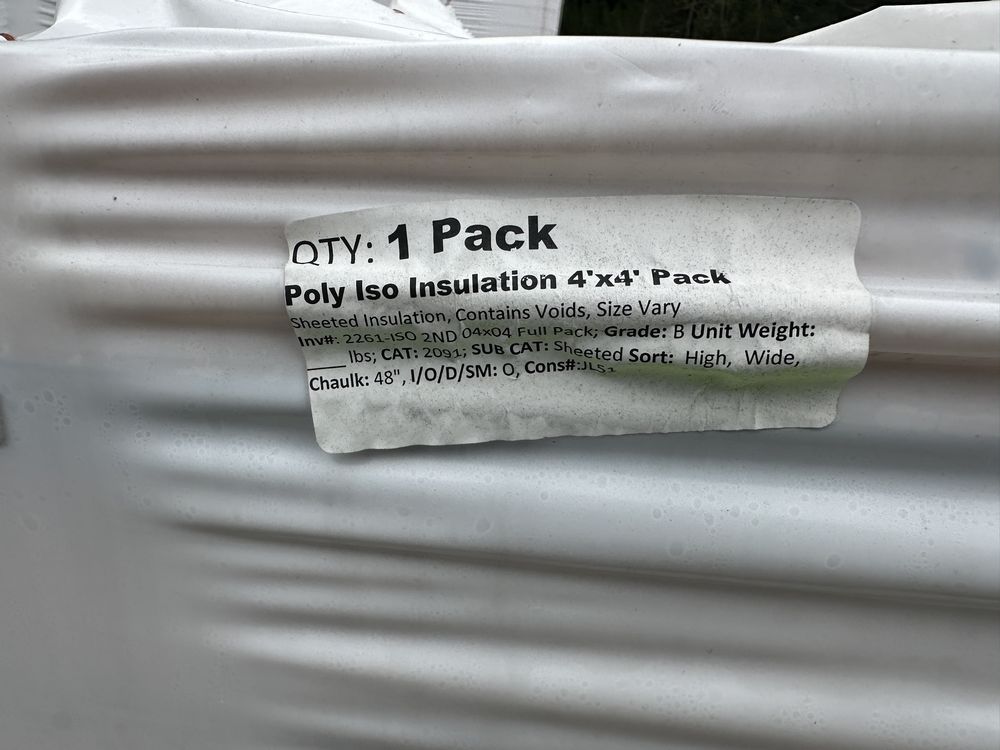 QTY: 1 Pack
Poly Iso Insulation 4'x4' Pack
Sheeted Insulation, Contains Voids, Size Vary
Inv#: 2261-ISO 2ND 04x04 Full Pack; Grade: B Unit Weight:
____ lbs; CAT: 2091; SUB CAT: Sheeted Sort: High, Wide,
Chaulk: 48", I/O/D/SM: O, Cons#: